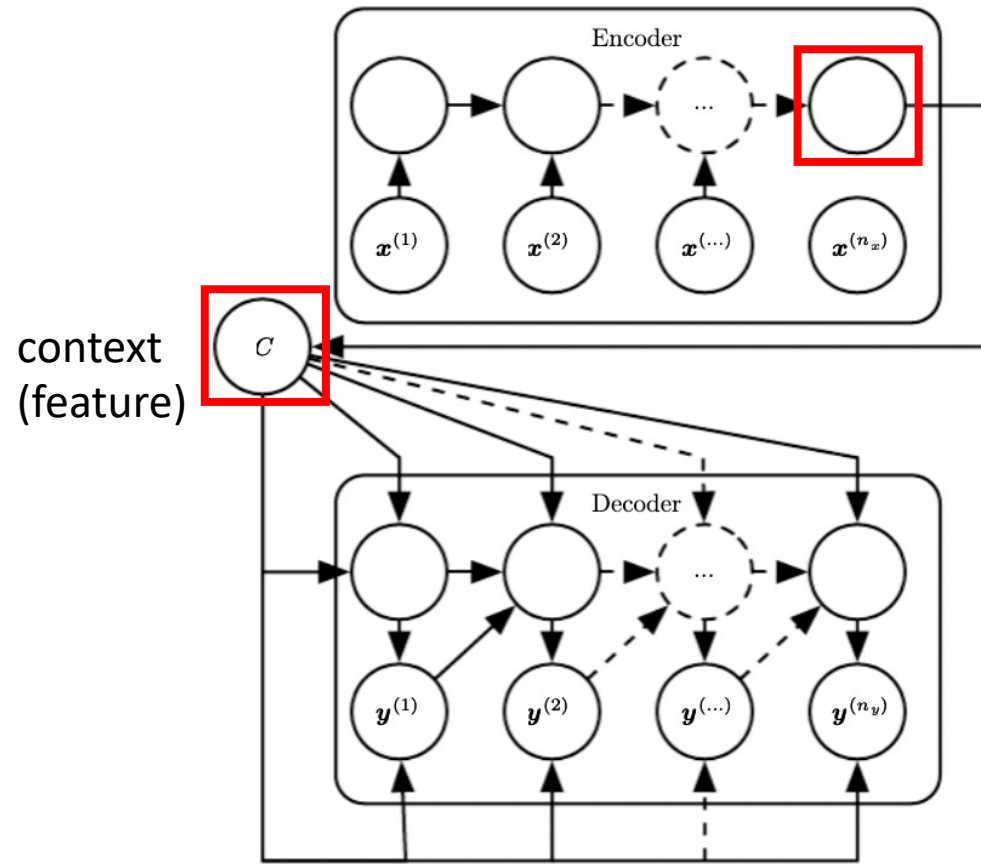 Encoder
...
x^(1) x^(2) x^(...) x^(n_x)
C
context
(feature)
Decoder
...
y^(1) y^(2) y^(...) y^(n_y)